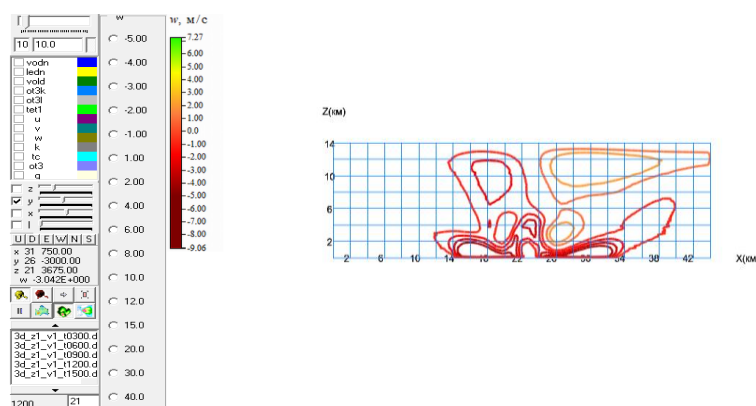 w
10 10.0
vodn
ledn
vold
ot3k
ot3l
tet1
u
v
w
k
tc
ot3
q
z
y
x
l
U D E W N S
x 31 750.00
y 26 -3000.00
z 21 3675.00
w -3.042E+000
3d_z1_v1_t0300.d
3d_z1_v1_t0600.d
3d_z1_v1_t0900.d
3d_z1_v1_t1200.d
3d_z1_v1_t1500.d
1200 21
-5.00
-4.00
-3.00
-2.00
-1.00
1.00
2.00
4.00
6.00
8.00
10.0
12.0
15.0
20.0
30.0
40.0
w, м/с
7.27
6.00
5.00
4.00
3.00
2.00
1.00
0.0
-1.00
-2.00
-3.00
-4.00
-5.00
-6.00
-7.00
-8.00
-9.06
Z(км)
14
10
6
2
2 6 10 14 18 22 26 30 34 38 42 X(км